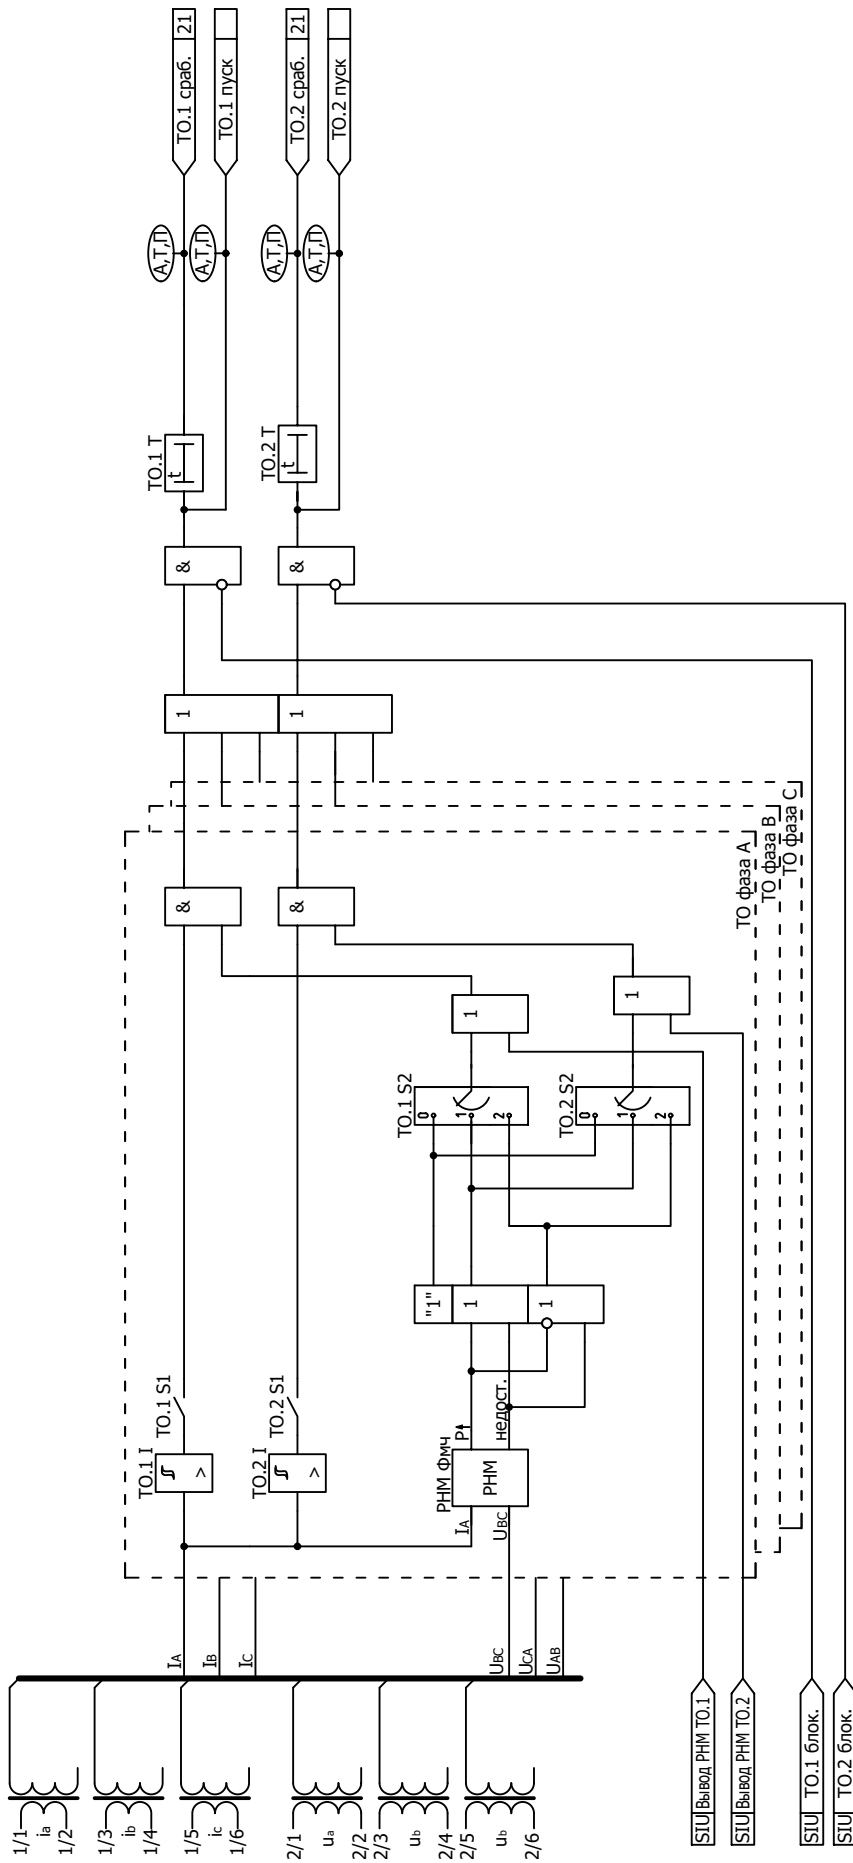 1/1
ia
1/2
1/3
ib
1/4
1/5
ic
1/6
2/1
ua
2/2
2/3
ub
2/4
2/5
ub
2/6
IA
IB
IC
UBC
UCA
UAB
SIU Вывод РНМ ТО.1
SIU Вывод РНМ ТО.2
SIU ТО.1 блок.
SIU ТО.2 блок.
ТО.1 I
>
ТО.1 S1
ТО.2 I
>
ТО.2 S1
IA
UBC
РНМ Фмч
РНМ
P
недост.
"1"
1
1
ТО.1 S2
0
1
2
ТО.2 S2
0
1
2
1
1
&
&
ТО фаза A
ТО фаза B
ТО фаза C
1
1
&
&
ТО.1 T
t
ТО.2 T
t
А,Т,П
А,Т,П
А,Т,П
А,Т,П
ТО.1 сраб. 21
ТО.1 пуск
ТО.2 сраб. 21
ТО.2 пуск